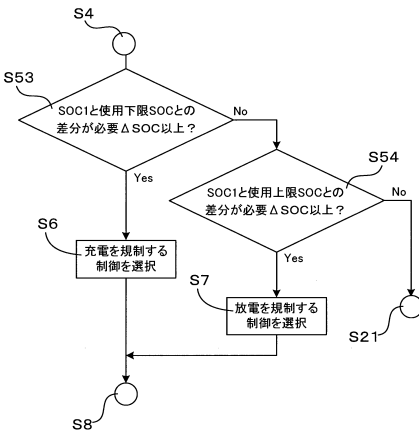 S4
S53
SOC1と使用下限SOCとの
差分が必要ΔSOC以上？
No
Yes
S54
SOC1と使用上限SOCとの
差分が必要ΔSOC以上？
No
Yes
S6
充電を規制する
制御を選択
S7
放電を規制する
制御を選択
S21
S8